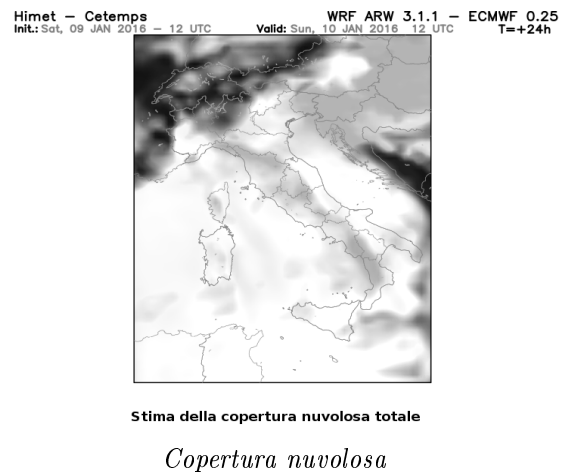 Himet – Cetemps WRF ARW 3.1.1 – ECMWF 0.25
Init.: Sat, 09 JAN 2016 – 12 UTC Valid: Sun, 10 JAN 2016 12 UTC T=+24h
Stima della copertura nuvolosa totale
Copertura nuvolosa